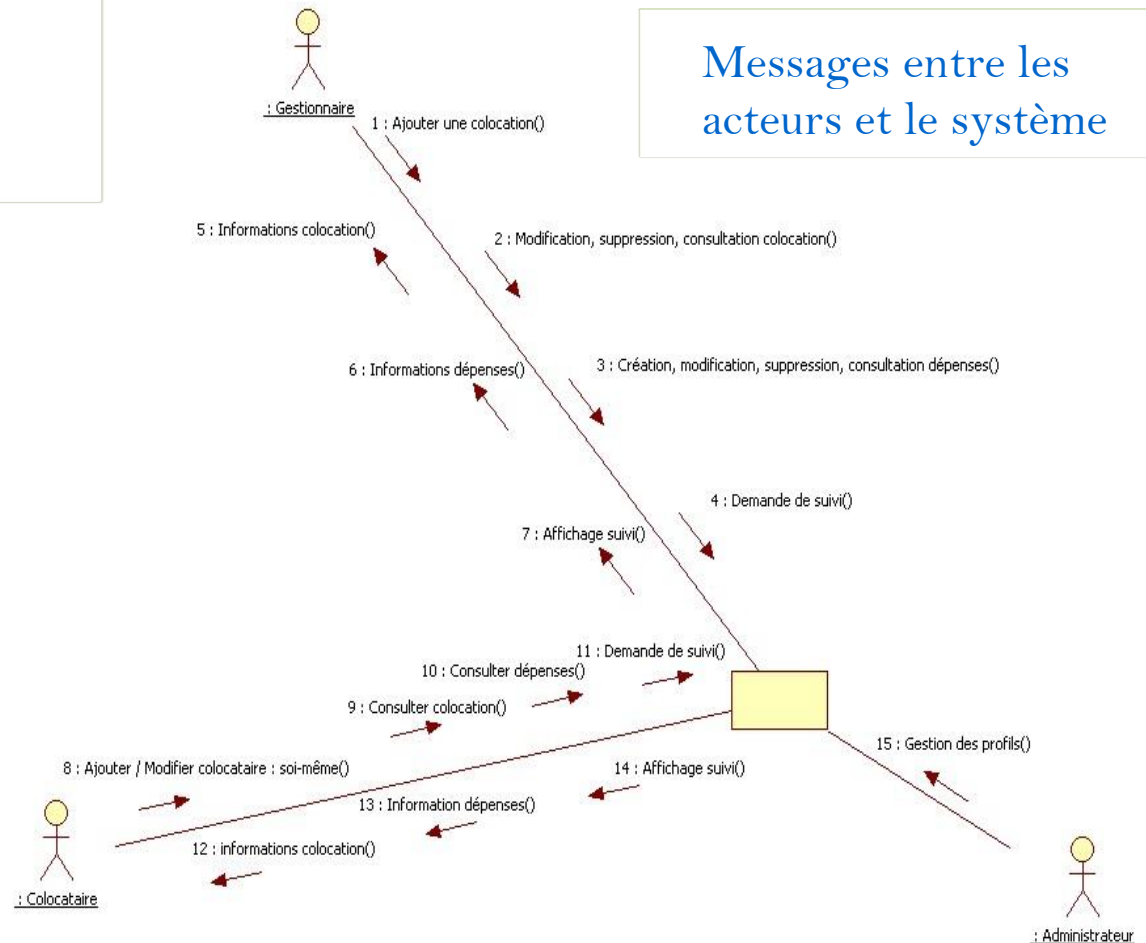 Messages entre les
acteurs et le système
: Gestionnaire
1 : Ajouter une colocation()
5 : Informations colocation()
2 : Modification, suppression, consultation colocation()
6 : Informations dépenses()
3 : Création, modification, suppression, consultation dépenses()
4 : Demande de suivi()
7 : Affichage suivi()
11 : Demande de suivi()
10 : Consulter dépenses()
9 : Consulter colocation()
15 : Gestion des profils()
8 : Ajouter / Modifier colocataire : soi-même()
14 : Affichage suivi()
13 : Information dépenses()
12 : informations colocation()
: Colocataire
: Administrateur